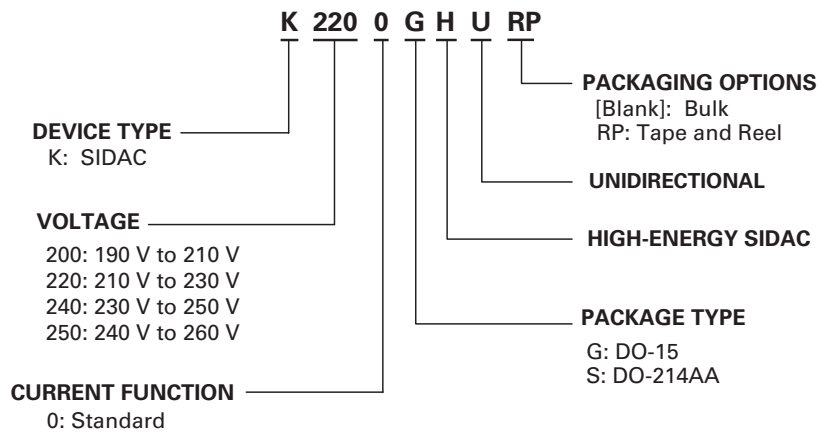 K 220 0 G H U RP
PACKAGING OPTIONS
[Blank]: Bulk
RP: Tape and Reel
DEVICE TYPE
K: SIDAC
UNIDIRECTIONAL
VOLTAGE
200: 190 V to 210 V
220: 210 V to 230 V
240: 230 V to 250 V
250: 240 V to 260 V
HIGH-ENERGY SIDAC
PACKAGE TYPE
G: DO-15
S: DO-214AA
CURRENT FUNCTION
0: Standard